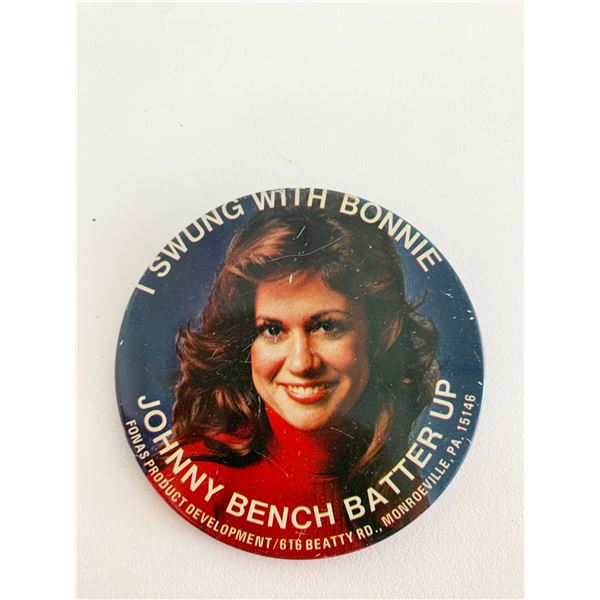 I SWUNG WITH BONNIE
JOHNNY BENCH BATTER UP
FONAS PRODUCT DEVELOPMENT/616 BEATTY RD., MONROEVILLE, PA, 15146